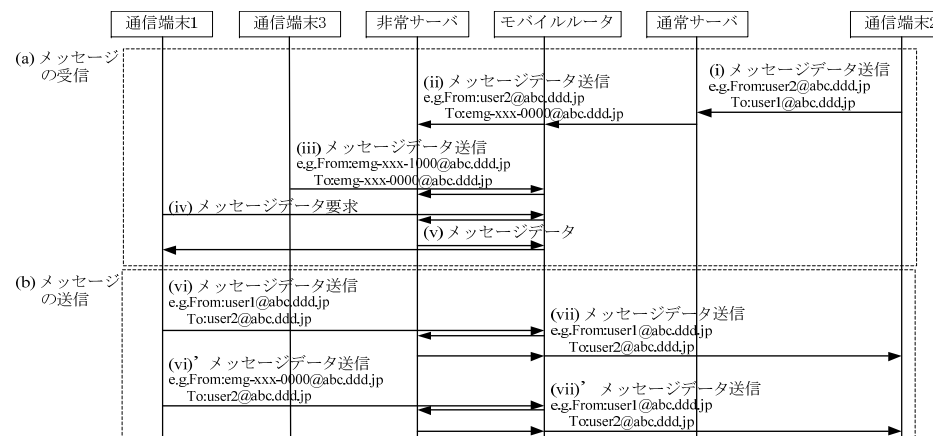 通信端末1
通信端末3
非常サーバ
モバイルルータ
通常サーバ
通信端末2
(a) メッセージ
の受信
(i) メッセージデータ送信
e.g.From:user2@abc.ddd.jp
To:user1@abc.ddd.jp
(ii) メッセージデータ送信
e.g.From:user2@abc.ddd.jp
To:emg-xxx-0000@abc.ddd.jp
(iii) メッセージデータ送信
e.g.From:emg-xxx-1000@abc.ddd.jp
To:emg-xxx-0000@abc.ddd.jp
(iv) メッセージデータ要求
(v) メッセージデータ
(b) メッセージ
の送信
(vi) メッセージデータ送信
e.g.From:user1@abc.ddd.jp
To:user2@abc.ddd.jp
(vii) メッセージデータ送信
e.g.From:user1@abc.ddd.jp
To:user2@abc.ddd.jp
(vi)’ メッセージデータ送信
e.g.From:emg-xxx-0000@abc.ddd.jp
To:user2@abc.ddd.jp
(vii)’ メッセージデータ送信
e.g.From:user1@abc.ddd.jp
To:user2@abc.ddd.jp